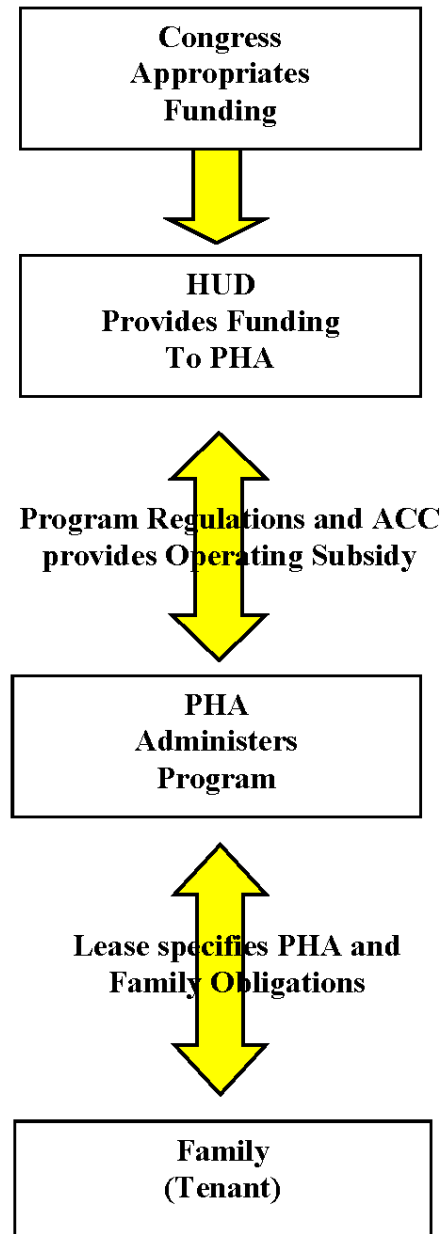 Congress
Appropriates
Funding
HUD
Provides Funding
To PHA
Program Regulations and ACC
provides Operating Subsidy
PHA
Administers
Program
Lease specifies PHA and
Family Obligations
Family
(Tenant)